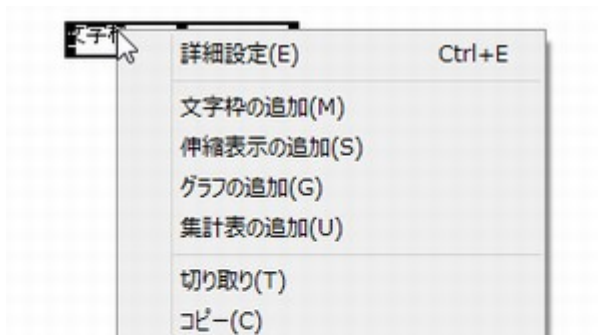 文字枠
詳細設定(E) Ctrl+E
文字枠の追加(M)
伸縮表示の追加(S)
グラフの追加(G)
集計表の追加(U)
切り取り(T)
コピー(C)